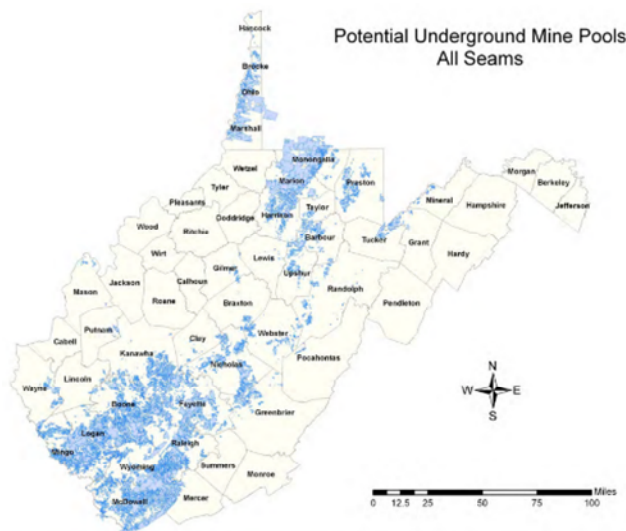 Potential Underground Mine Pools
All Seams
Hancock
Brooke
Ohio
Marshall
Wetzel
Monongalia
Marion
Preston
Morgan
Berkeley
Jefferson
Tyler
Pleasants
Doddridge
Harrison
Taylor
Mineral
Hampshire
Wood
Ritchie
Barbour
Tucker
Grant
Hardy
Wirt
Lewis
Mason
Jackson
Calhoun
Gilmer
Upshur
Randolph
Roane
Braxton
Pendleton
Putnam
Cabell
Clay
Webster
Kanawha
Pocahontas
Wayne
Lincoln
Nicholas
Boone
Fayette
Greenbrier
Logan
Mingo
Raleigh
Wyoming
Summers
Monroe
McDowell
Mercer
N
W E
S
Miles
0 12.5 25 50 75 100